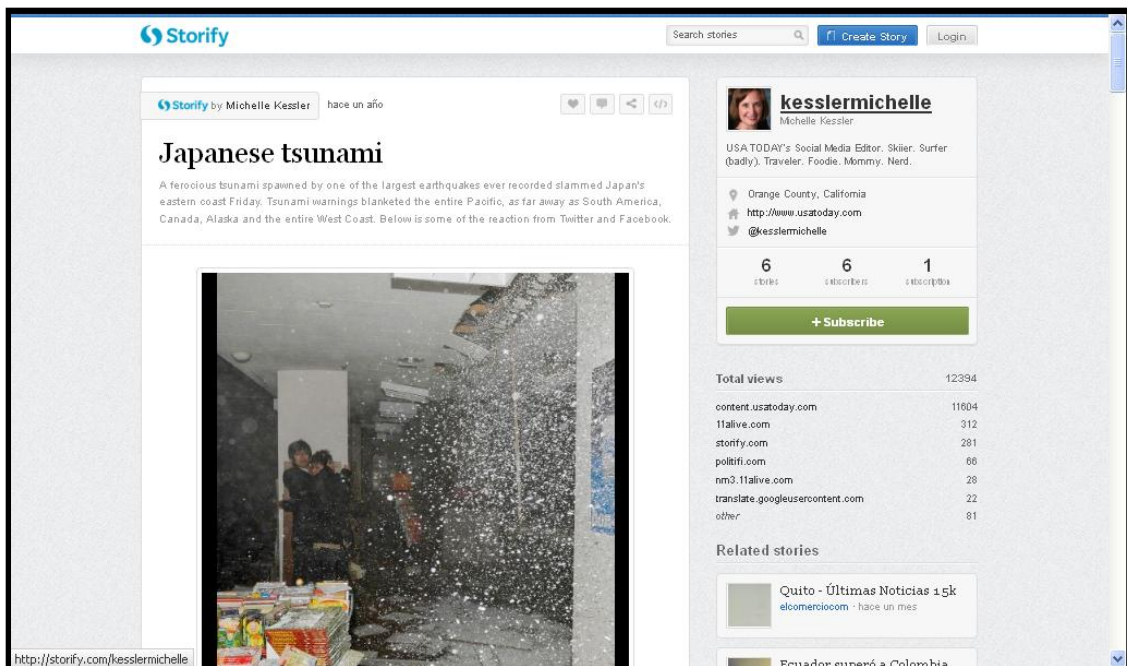 Storify
Search stories
Create Story
Login
Storify by Michelle Kessler
hace un año
Japanese tsunami
A ferocious tsunami spawned by one of the largest earthquakes ever recorded slammed Japan's
eastern coast Friday. Tsunami warnings blanketed the entire Pacific, as far away as South America,
Canada, Alaska and the entire West Coast. Below is some of the reaction from Twitter and Facebook.
kesslermichelle
Michelle Kessler
USA TODAY's Social Media Editor. Skiier. Surfer
(badly). Traveler. Foodie. Mommy. Nerd.
Orange County, California
http://www.usatoday.com
@kesslermichelle
6 6 1
stories subscribers subscription
+ Subscribe
Total views 12394
content.usatoday.com 11604
11alive.com 312
storify.com 281
politifi.com 66
nm3.11alive.com 28
translate.googleusercontent.com 22
other 81
Related stories
Quito - Últimas Noticias 15k
elcomerciocom · hace un mes
Ecuador superó a Colombia
http://storify.com/kesslermichelle